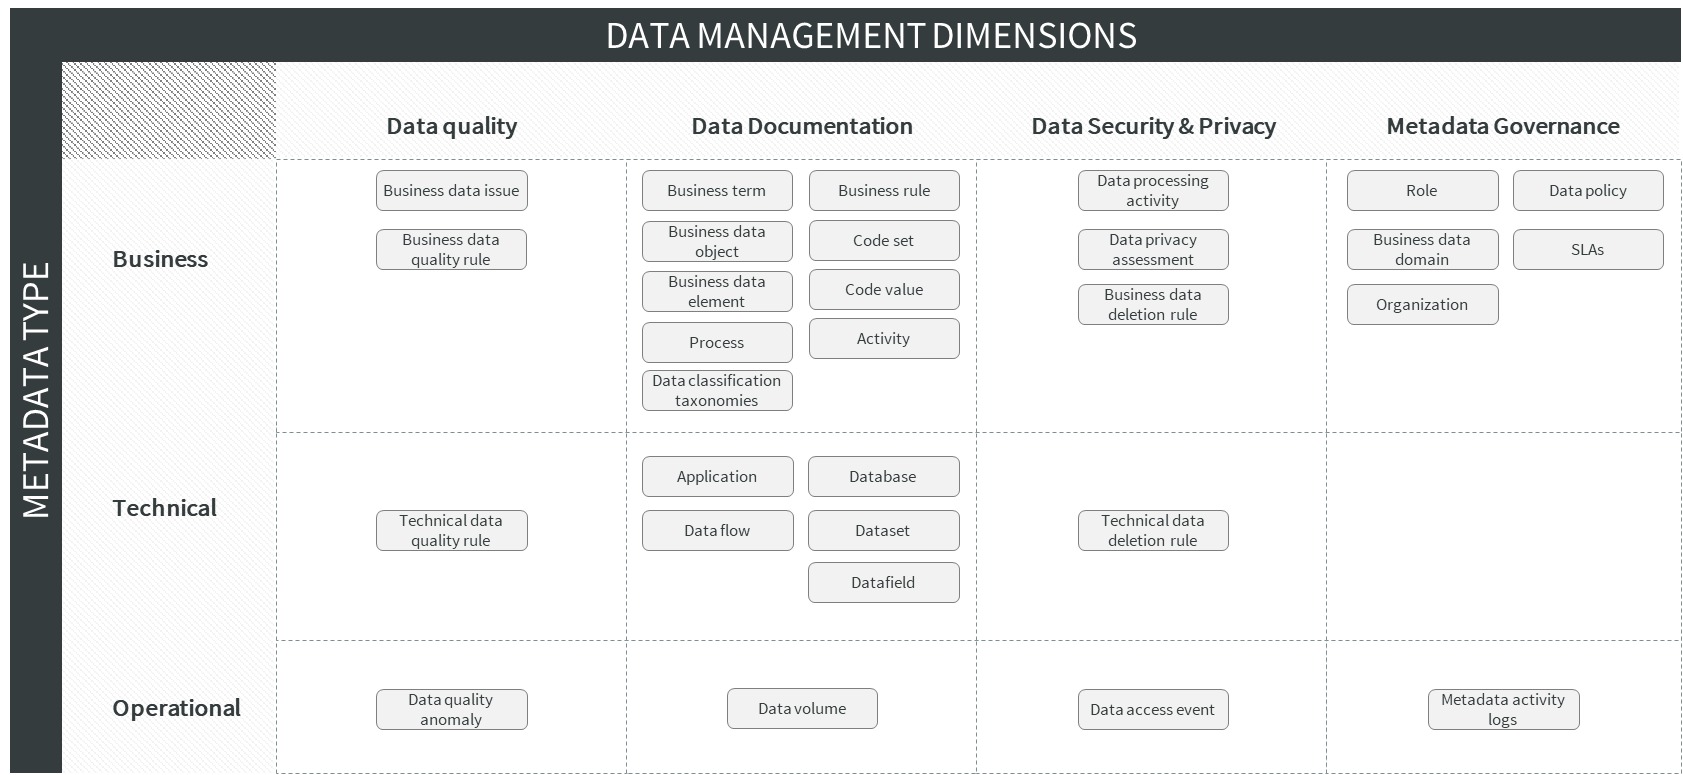 DATA MANAGEMENT DIMENSIONS
METADATA TYPE
Data quality
Data Documentation
Data Security & Privacy
Metadata Governance
Business
Business data issue
Business data
quality rule
Business term
Business rule
Business data
object
Code set
Business data
element
Code value
Process
Activity
Data classification
taxonomies
Data processing
activity
Data privacy
assessment
Business data
deletion rule
Role
Data policy
Business data
domain
SLAs
Organization
Technical
Technical data
quality rule
Application
Database
Data flow
Dataset
Datafield
Technical data
deletion rule
Operational
Data quality
anomaly
Data volume
Data access event
Metadata activity
logs